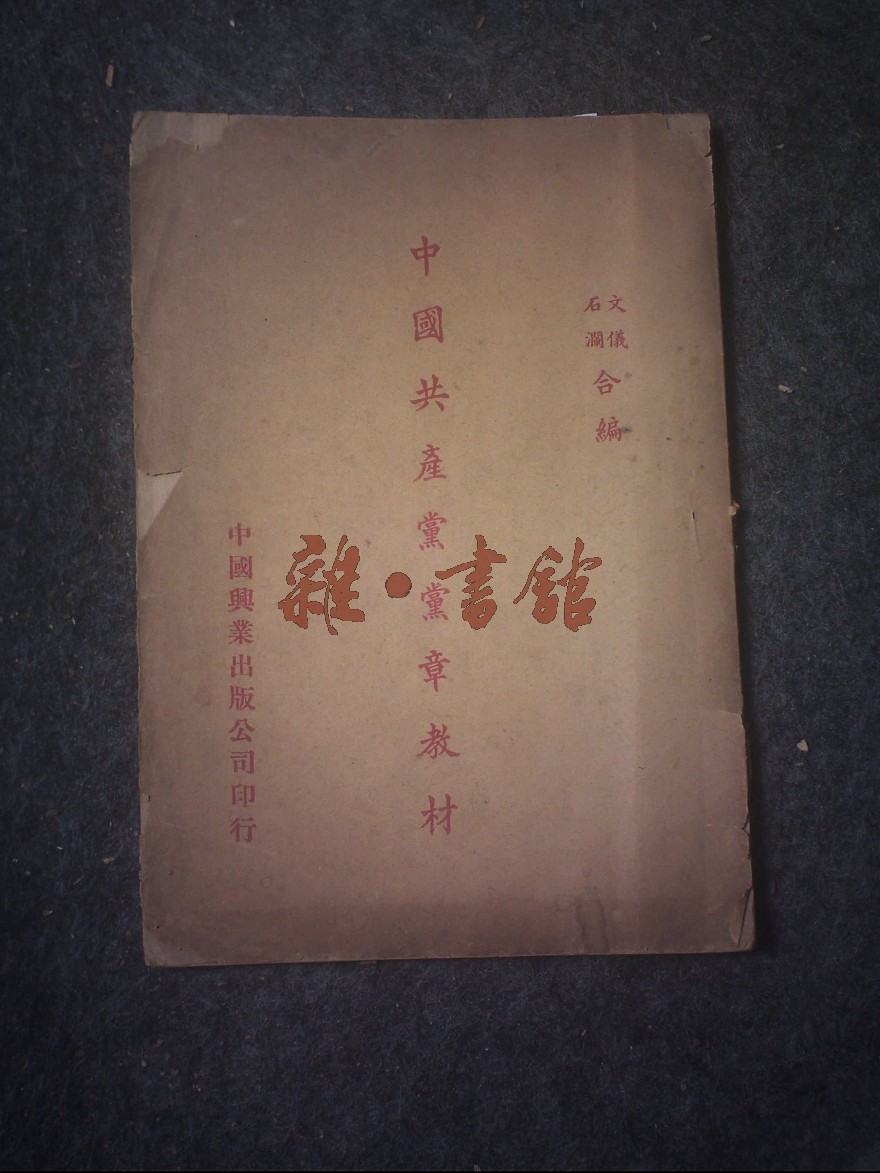 文儀
石瀾
合編
中國共產黨黨章教材
中國興業出版公司印行
雜·書館